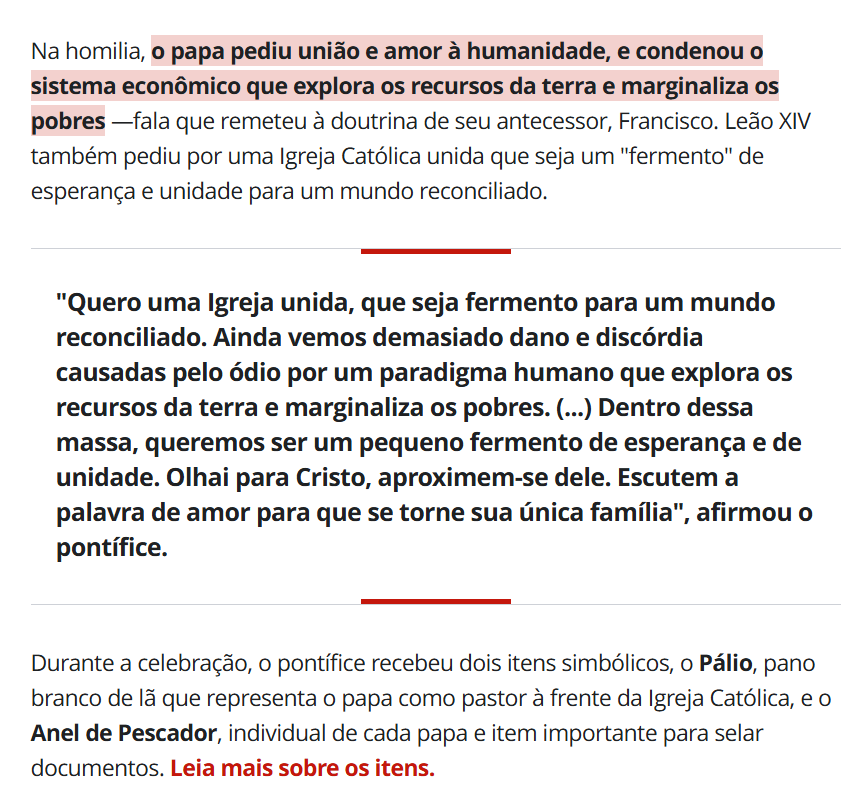 Na homilia, o papa pediu união e amor à humanidade, e condenou o
sistema econômico que explora os recursos da terra e marginaliza os
pobres —fala que remeteu à doutrina de seu antecessor, Francisco. Leão XIV
também pediu por uma Igreja Católica unida que seja um "fermento" de
esperança e unidade para um mundo reconciliado.
"Quero uma Igreja unida, que seja fermento para um mundo
reconciliado. Ainda vemos demasiado dano e discórdia
causadas pelo ódio por um paradigma humano que explora os
recursos da terra e marginaliza os pobres. (...) Dentro dessa
massa, queremos ser um pequeno fermento de esperança e de
unidade. Olhai para Cristo, aproximem-se dele. Escutem a
palavra de amor para que se torne sua única família", afirmou o
pontífice.
Durante a celebração, o pontífice recebeu dois itens simbólicos, o Pálio, pano
branco de lã que representa o papa como pastor à frente da Igreja Católica, e o
Anel de Pescador, individual de cada papa e item importante para selar
documentos. Leia mais sobre os itens.